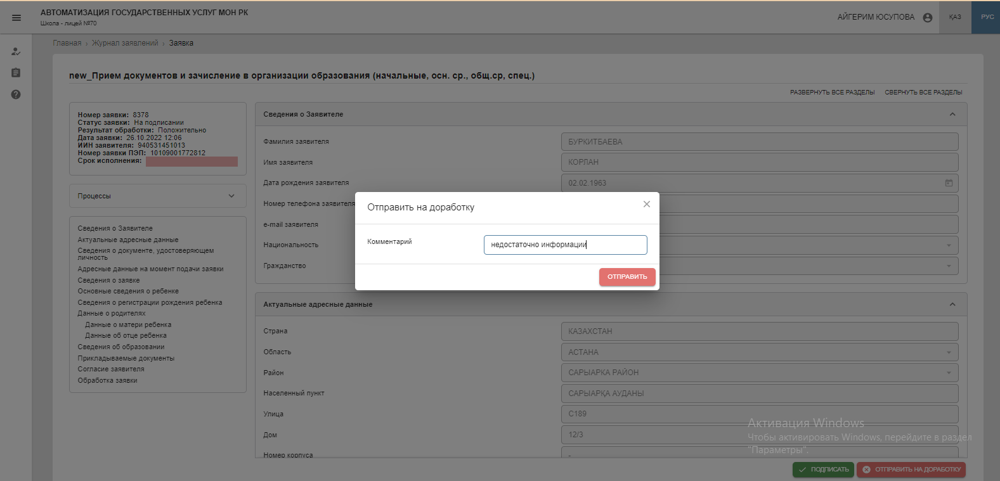 АВТОМАТИЗАЦИЯ ГОСУДАРСТВЕННЫХ УСЛУГ МОН РК
Школа - лицей №70
АЙГЕРИМ ЮСУПОВА
ҚАЗ
РУС
Главная › Журнал заявлений › Заявка
new_Прием документов и зачисление в организации образования (начальные, осн. ср., общ.ср, спец.)
РАЗВЕРНУТЬ ВСЕ РАЗДЕЛЫ
СВЕРНУТЬ ВСЕ РАЗДЕЛЫ
Номер заявки: 8378
Статус заявки: На подписании
Результат обработки: Положительно
Дата заявки: 26.10.2022 12:06
ИИН заявителя: 940531451013
Номер заявки ПЭП: 10109001772812
Срок исполнения:
Процессы
Сведения о Заявителе
Актуальные адресные данные
Сведения о документе, удостоверяющем
личность
Адресные данные на момент подачи заявки
Сведения о заявке
Основные сведения о ребенке
Сведения о регистрации рождения ребенка
Данные о родителях
Данные о матери ребенка
Данные об отце ребенка
Сведения об образовании
Прикладываемые документы
Согласие заявителя
Обработка заявки
Сведения о Заявителе
Фамилия заявителя
БУРКИТБАЕВА
Имя заявителя
КОРЛАН
Дата рождения заявителя
02.02.1963
Номер телефона заявителя
e-mail заявителя
Национальность
Гражданство
Отправить на доработку
Комментарий
недостаточно информации
ОТПРАВИТЬ
Актуальные адресные данные
Страна
КАЗАХСТАН
Область
АСТАНА
Район
САРЫАРКА РАЙОН
Населенный пункт
САРЫАРҚА АУДАНЫ
Улица
С189
Дом
12/3
Номер корпуса
-
Активация Windows
Чтобы активировать Windows, перейдите в раздел
"Параметры".
ПОДПИСАТЬ
ОТПРАВИТЬ НА ДОРАБОТКУ